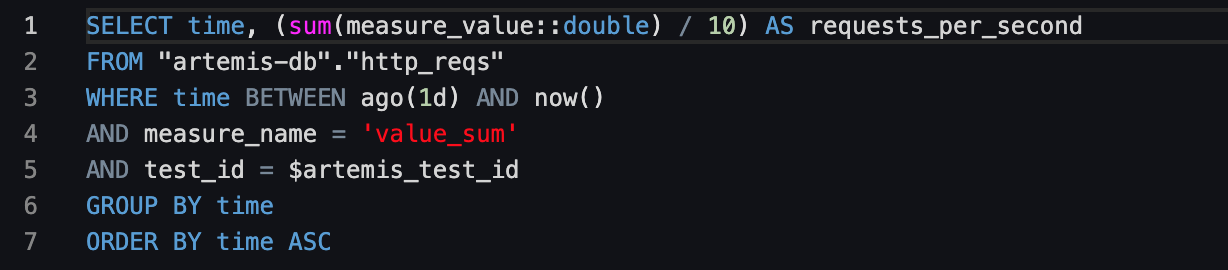 1 SELECT time, (sum(measure_value::double) / 10) AS requests_per_second
2 FROM "artemis-db"."http_reqs"
3 WHERE time BETWEEN ago(1d) AND now()
4 AND measure_name = 'value_sum'
5 AND test_id = $artemis_test_id
6 GROUP BY time
7 ORDER BY time ASC